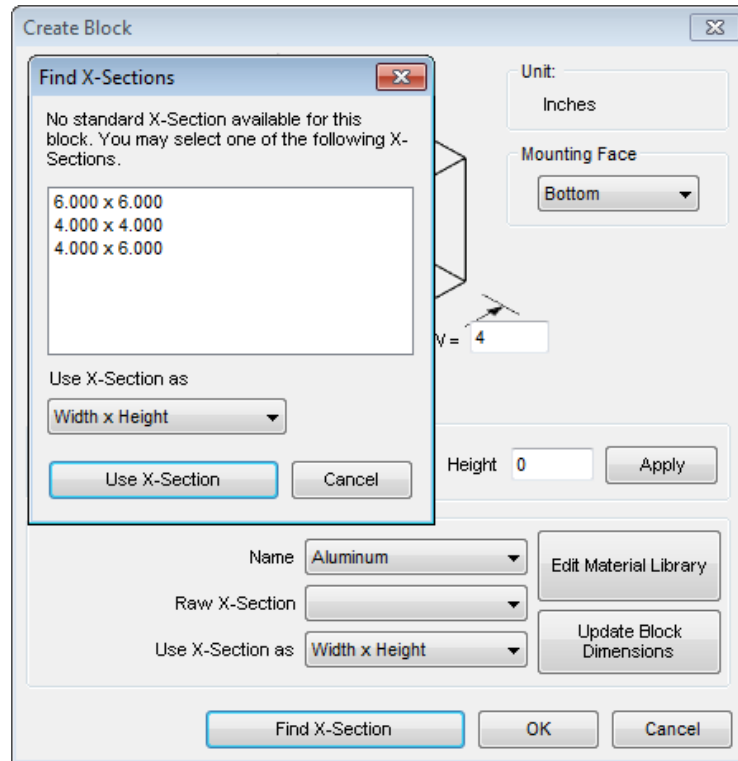 Create Block
Find X-Sections
No standard X-Section available for this
block. You may select one of the following X-
Sections.
6.000 x 6.000
4.000 x 4.000
4.000 x 6.000
Use X-Section as
Width x Height
Use X-Section
Cancel
Unit:
Inches
Mounting Face
Bottom
= 4
Height 0
Apply
Name Aluminum
Edit Material Library
Raw X-Section
Use X-Section as Width x Height
Update Block
Dimensions
Find X-Section
OK
Cancel